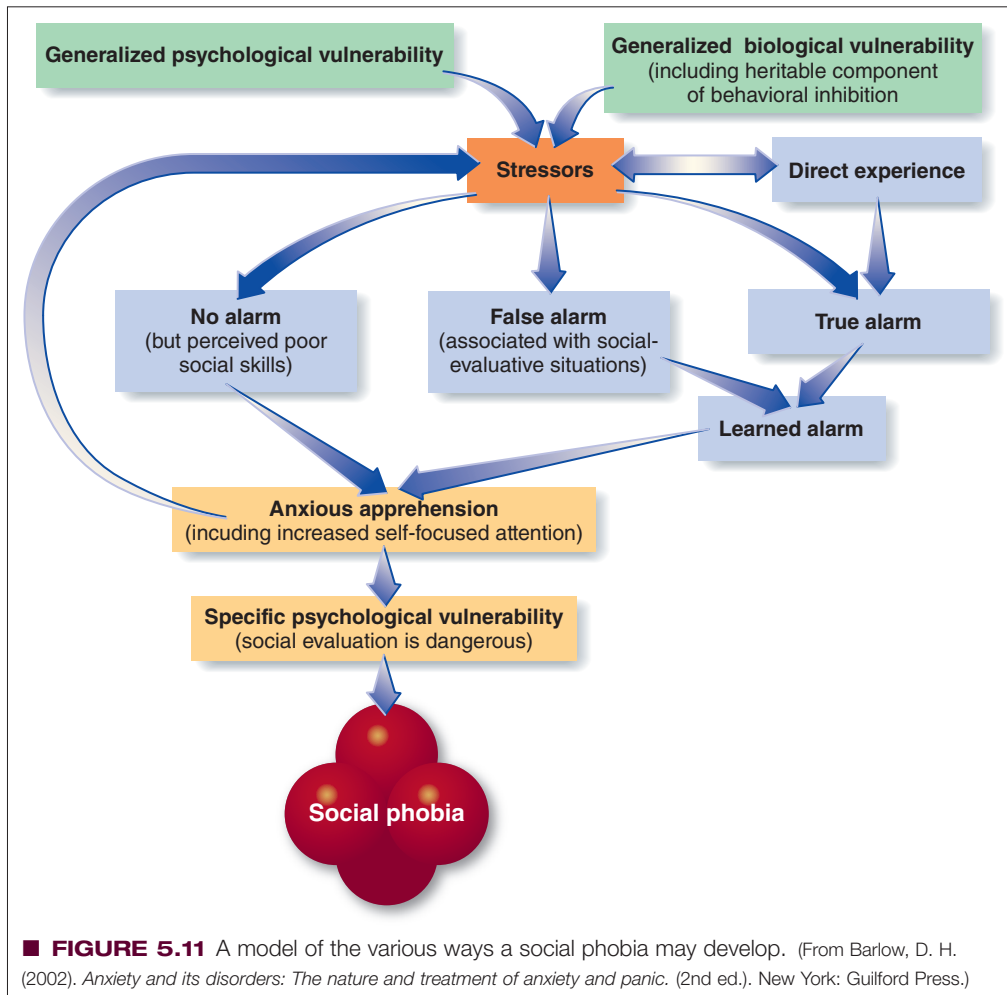 Generalized psychological vulnerability
Generalized biological vulnerability
(including heritable component
of behavioral inhibition
Stressors
Direct experience
No alarm
(but perceived poor
social skills)
False alarm
(associated with social-
evaluative situations)
True alarm
Learned alarm
Anxious apprehension
(incuding increased self-focused attention)
Specific psychological vulnerability
(social evaluation is dangerous)
Social phobia
■ FIGURE 5.11 A model of the various ways a social phobia may develop. (From Barlow, D. H.
(2002). Anxiety and its disorders: The nature and treatment of anxiety and panic. (2nd ed.). New York: Guilford Press.)